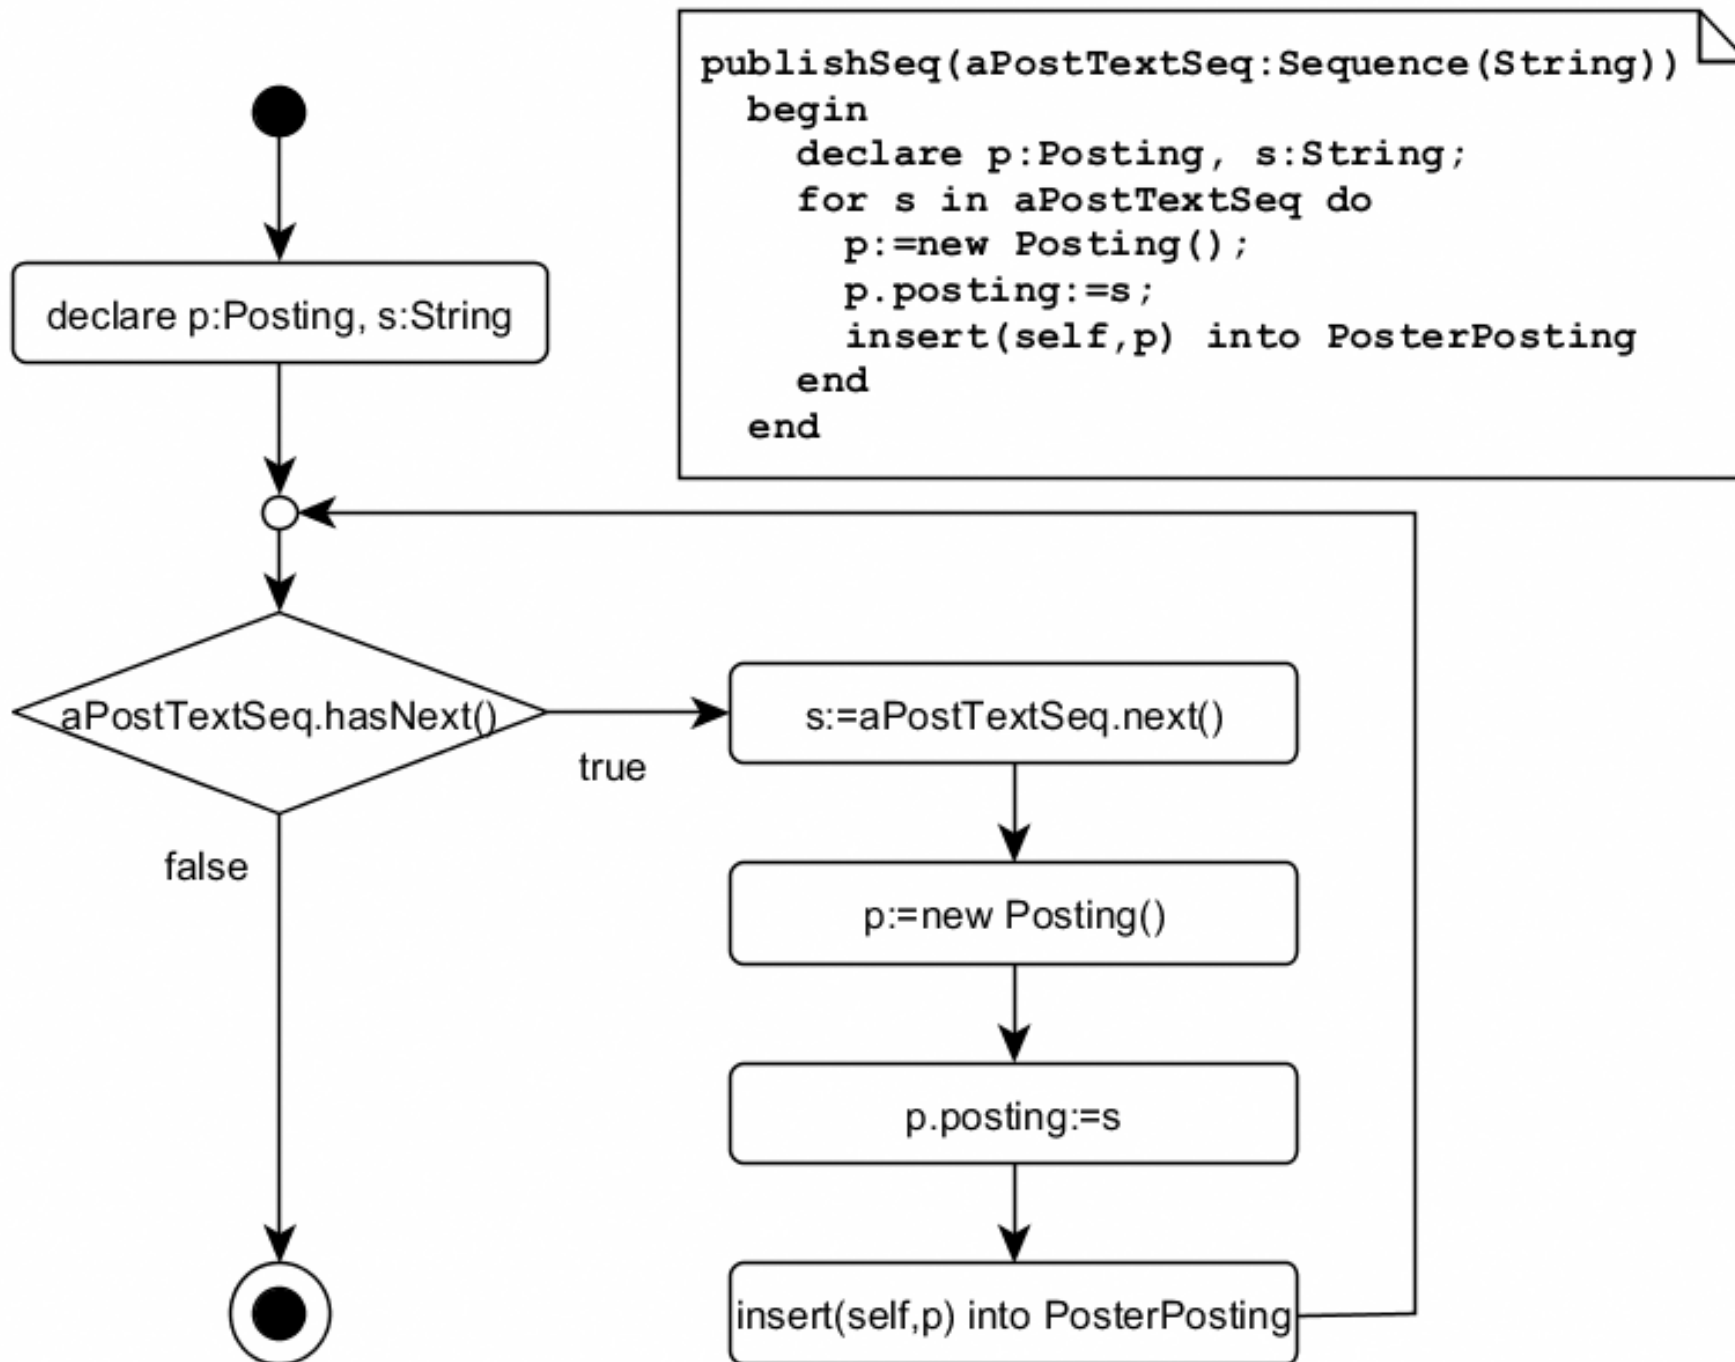 publishSeq(aPostTextSeq:Sequence(String))
begin
declare p:Posting, s:String;
for s in aPostTextSeq do
p:=new Posting();
p.posting:=s;
insert(self,p) into PosterPosting
end
end
declare p:Posting, s:String
aPostTextSeq.hasNext()
true
false
s:=aPostTextSeq.next()
p:=new Posting()
p.posting:=s
insert(self,p) into PosterPosting